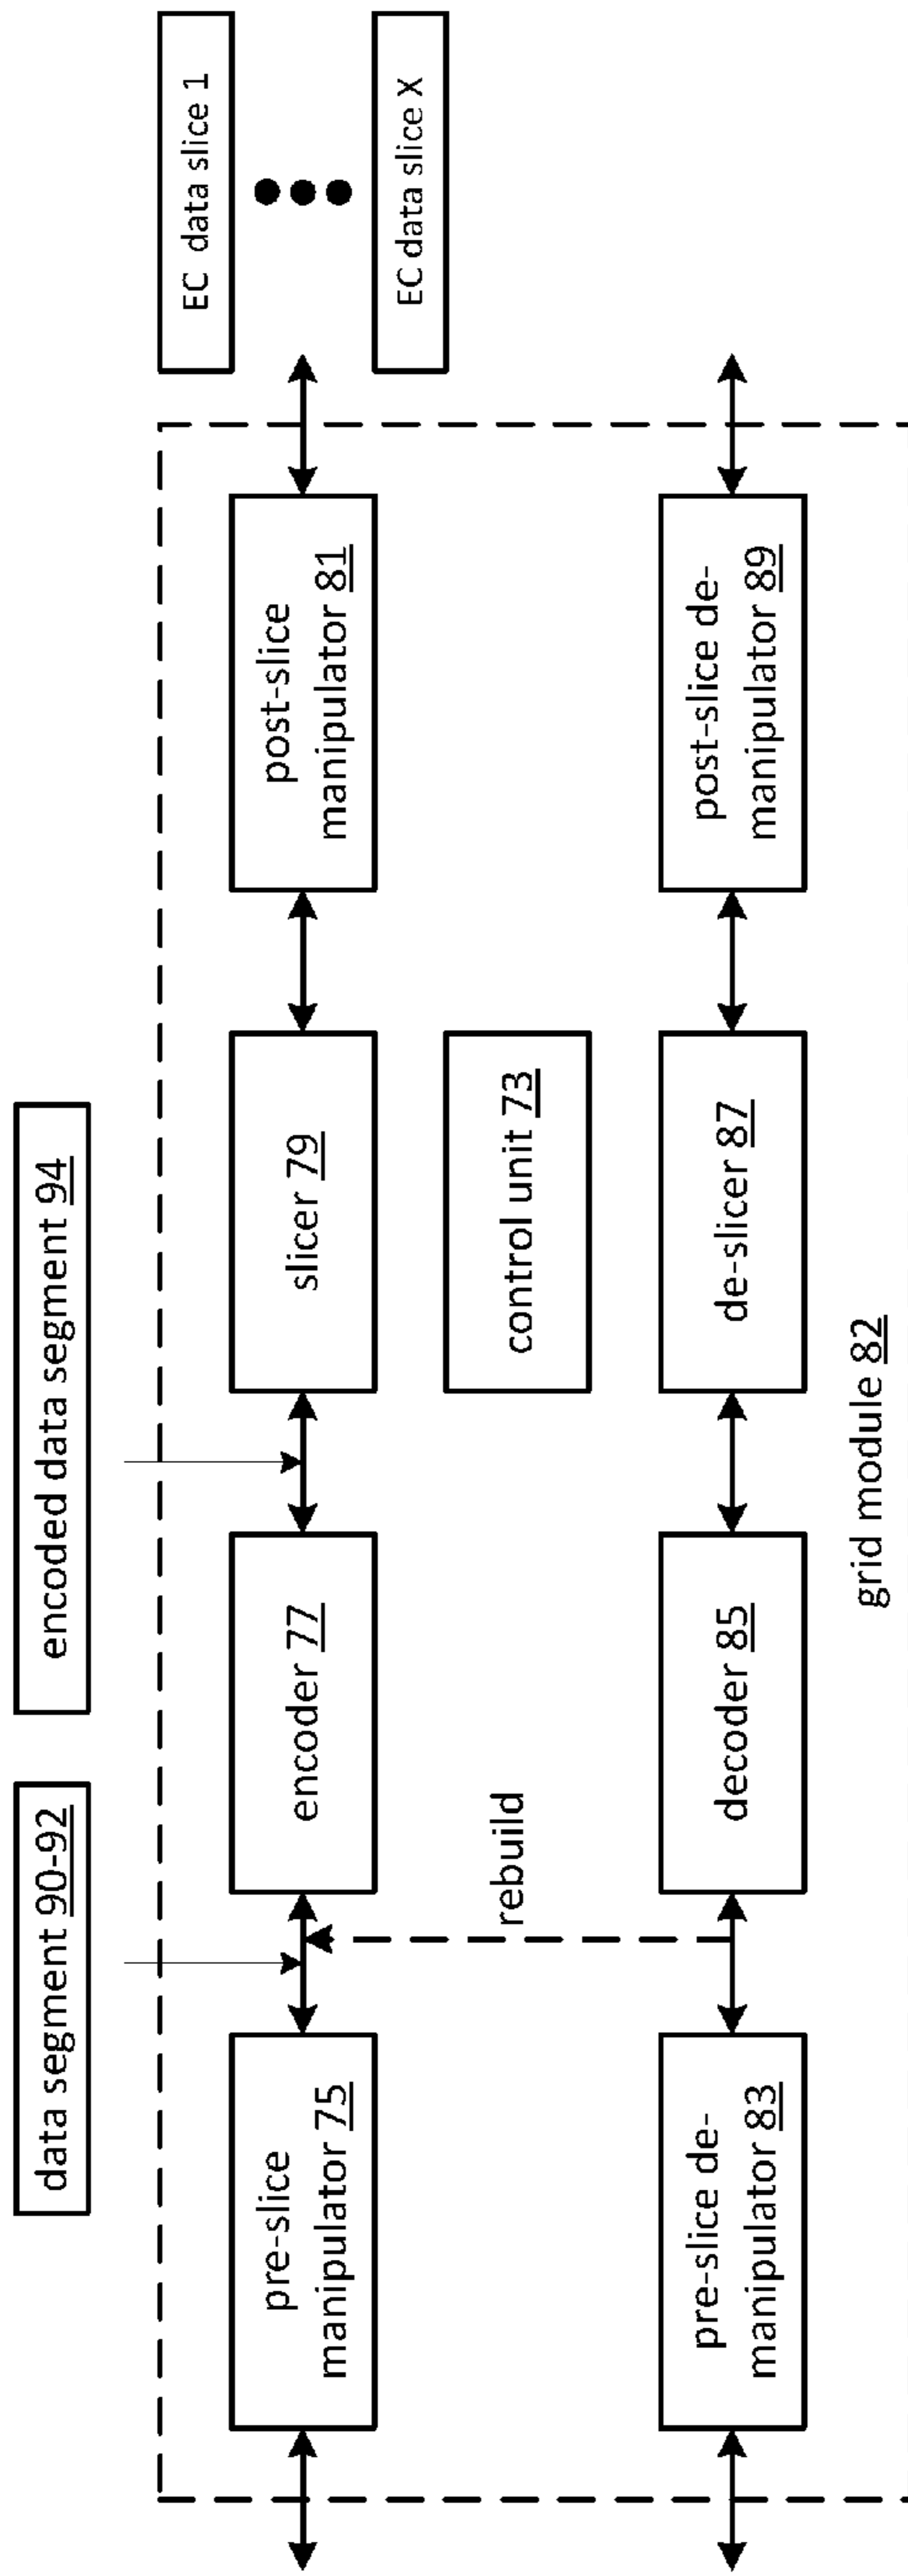 data segment 90-92
encoded data segment 94
EC data slice 1
EC data slice X
pre-slice
manipulator 75
encoder 77
slicer 79
post-slice
manipulator 81
rebuild
control unit 73
pre-slice de-
manipulator 83
decoder 85
de-slicer 87
post-slice de-
manipulator 89
grid module 82